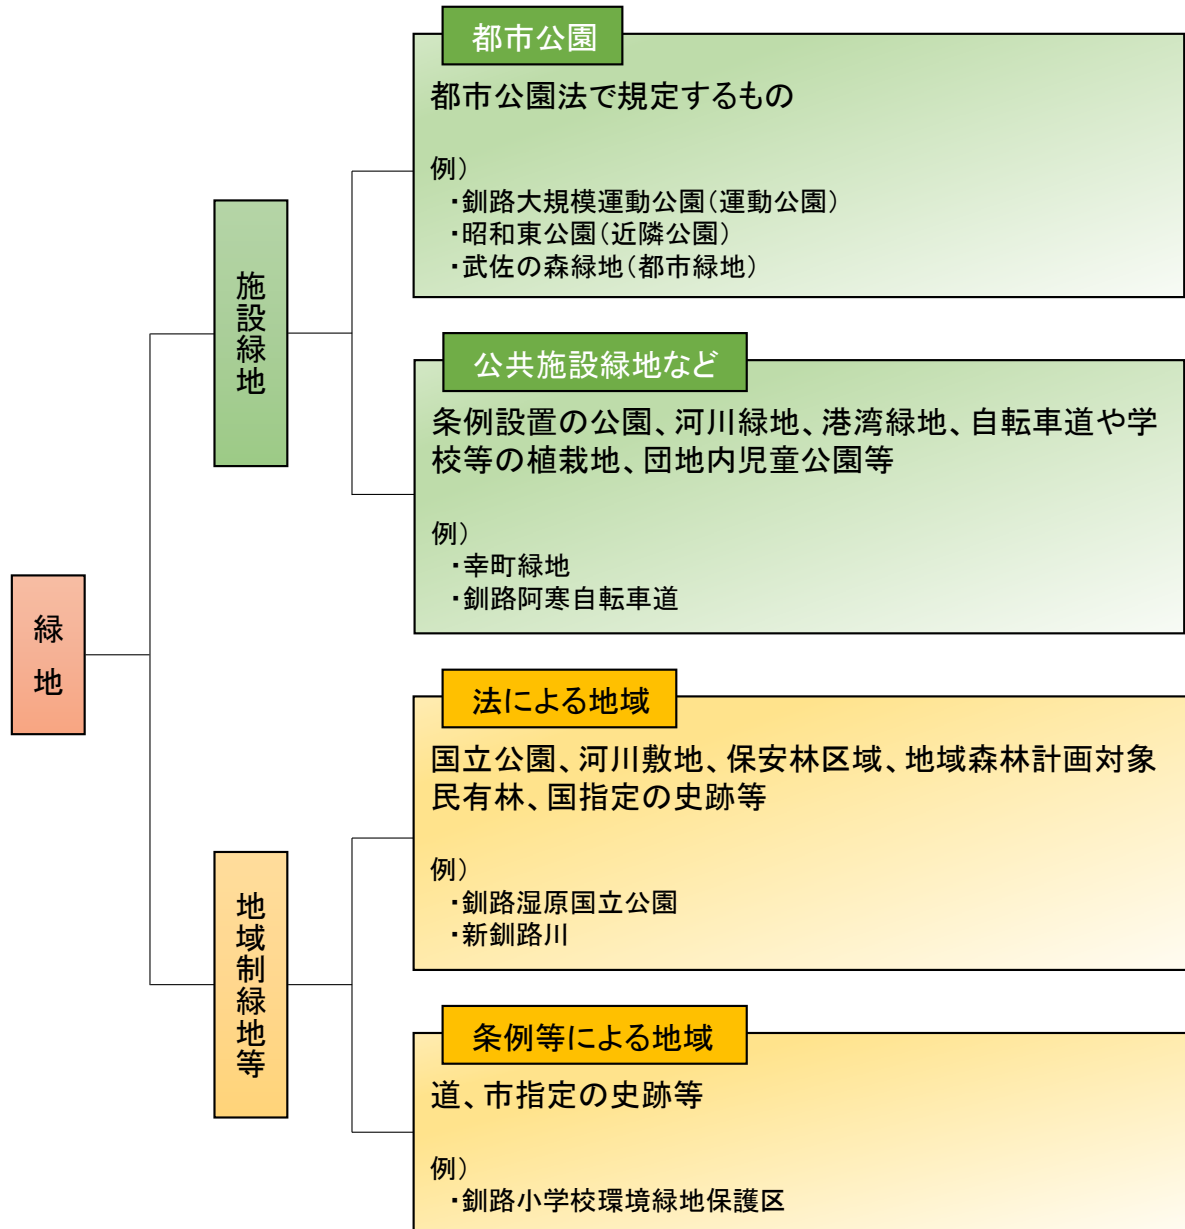 緑地
施設緑地
都市公園
都市公園法で規定するもの
例）
・釧路大規模運動公園（運動公園）
・昭和東公園（近隣公園）
・武佐の森緑地（都市緑地）
公共施設緑地など
条例設置の公園、河川緑地、港湾緑地、自転車道や学
校等の植栽地、団地内児童公園等
例）
・幸町緑地
・釧路阿寒自転車道
地域制緑地等
法による地域
国立公園、河川敷地、保安林区域、地域森林計画対象
民有林、国指定の史跡等
例）
・釧路湿原国立公園
・新釧路川
条例等による地域
道、市指定の史跡等
例）
・釧路小学校環境緑地保護区